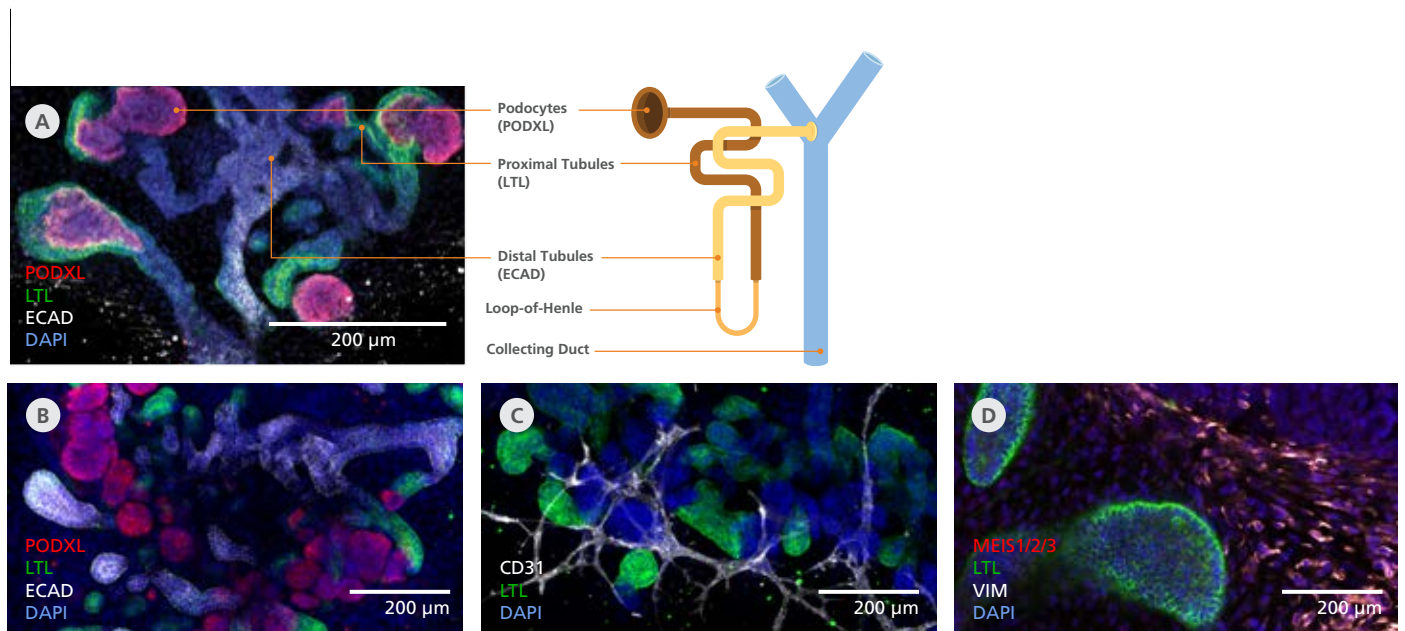 A
Podocytes
(PODXL)
Proximal Tubules
(LTL)
Distal Tubules
(ECAD)
Loop-of-Henle
Collecting Duct
PODXL
LTL
ECAD
DAPI
200 µm
B
PODXL
LTL
ECAD
DAPI
200 µm
C
CD31
LTL
DAPI
200 µm
D
MEIS1/2/3
LTL
VIM
DAPI
200 µm